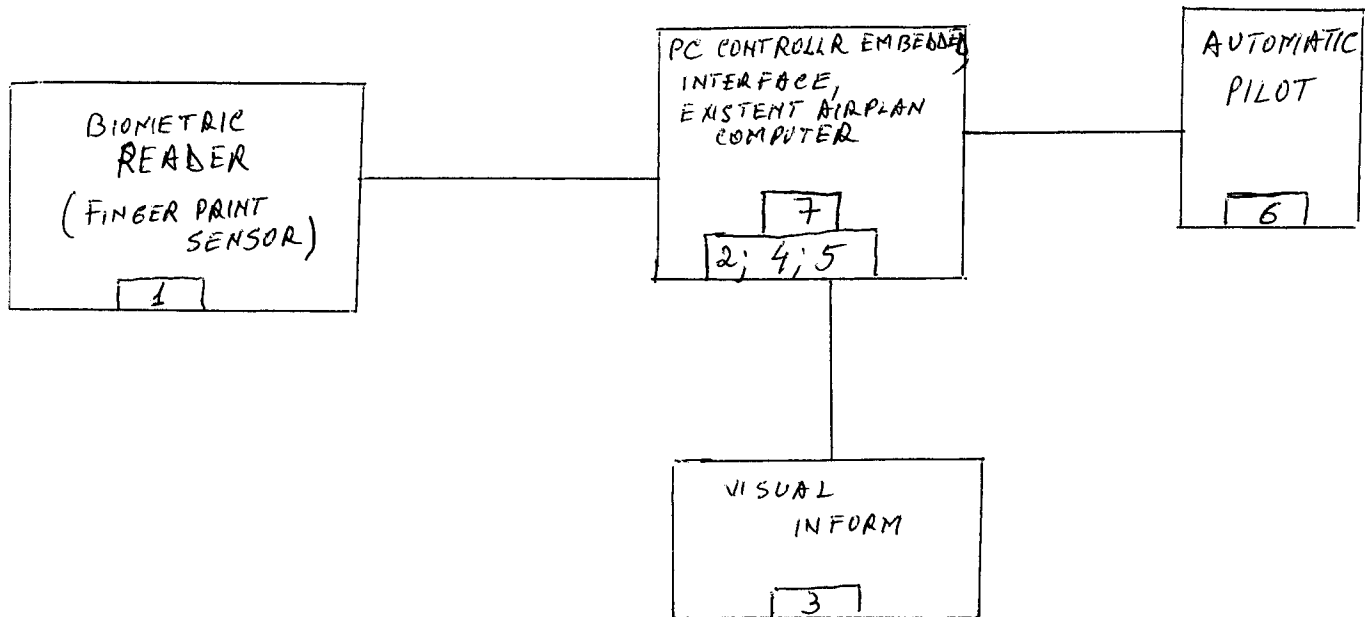 BIOMETRIC
READER
(FINGER PRINT
SENSOR)
1
PC CONTROLLR EMBEDDED,
INTERFACE,
EXISTENT AIRPLAN
COMPUTER
7
2; 4; 5
AUTOMATIC
PILOT
6
VISUAL
INFORM
3